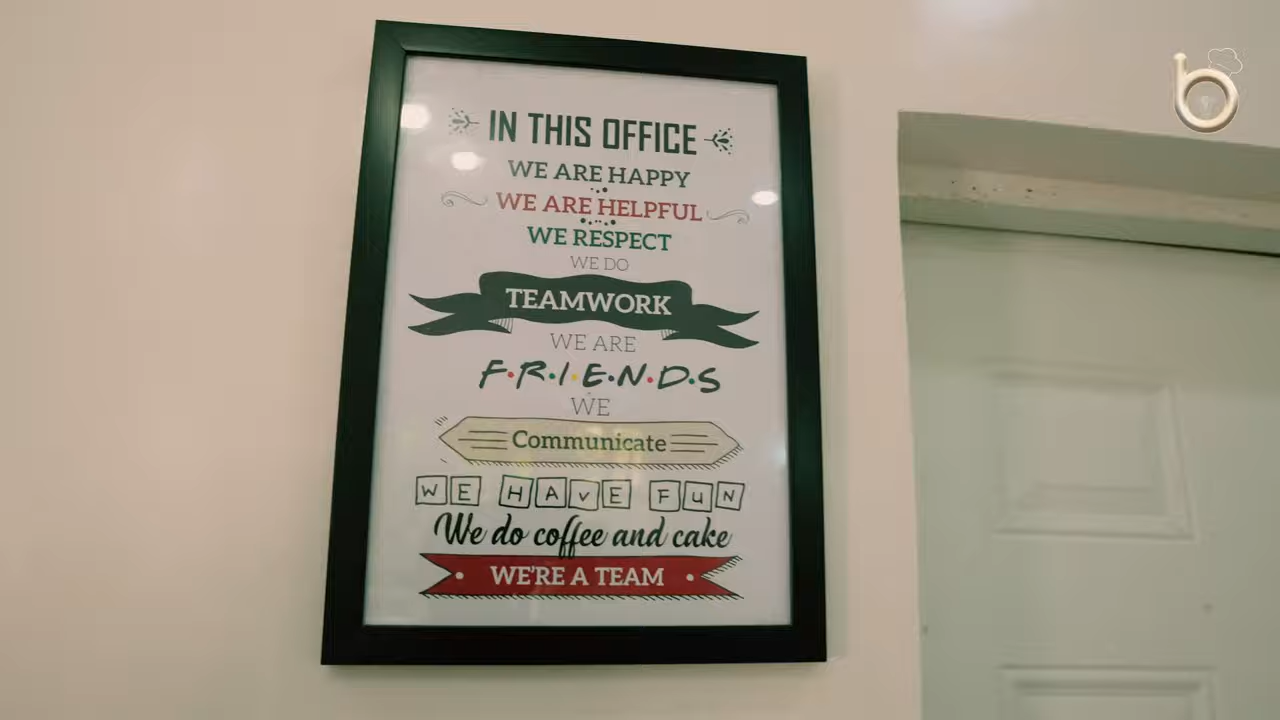 IN THIS OFFICE
WE ARE HAPPY
WE ARE HELPFUL
WE RESPECT
WE DO
TEAMWORK
WE ARE
F•R•I•E•N•D•S
WE
Communicate
WE HAVE FUN
We do coffee and cake
WE'RE A TEAM
b